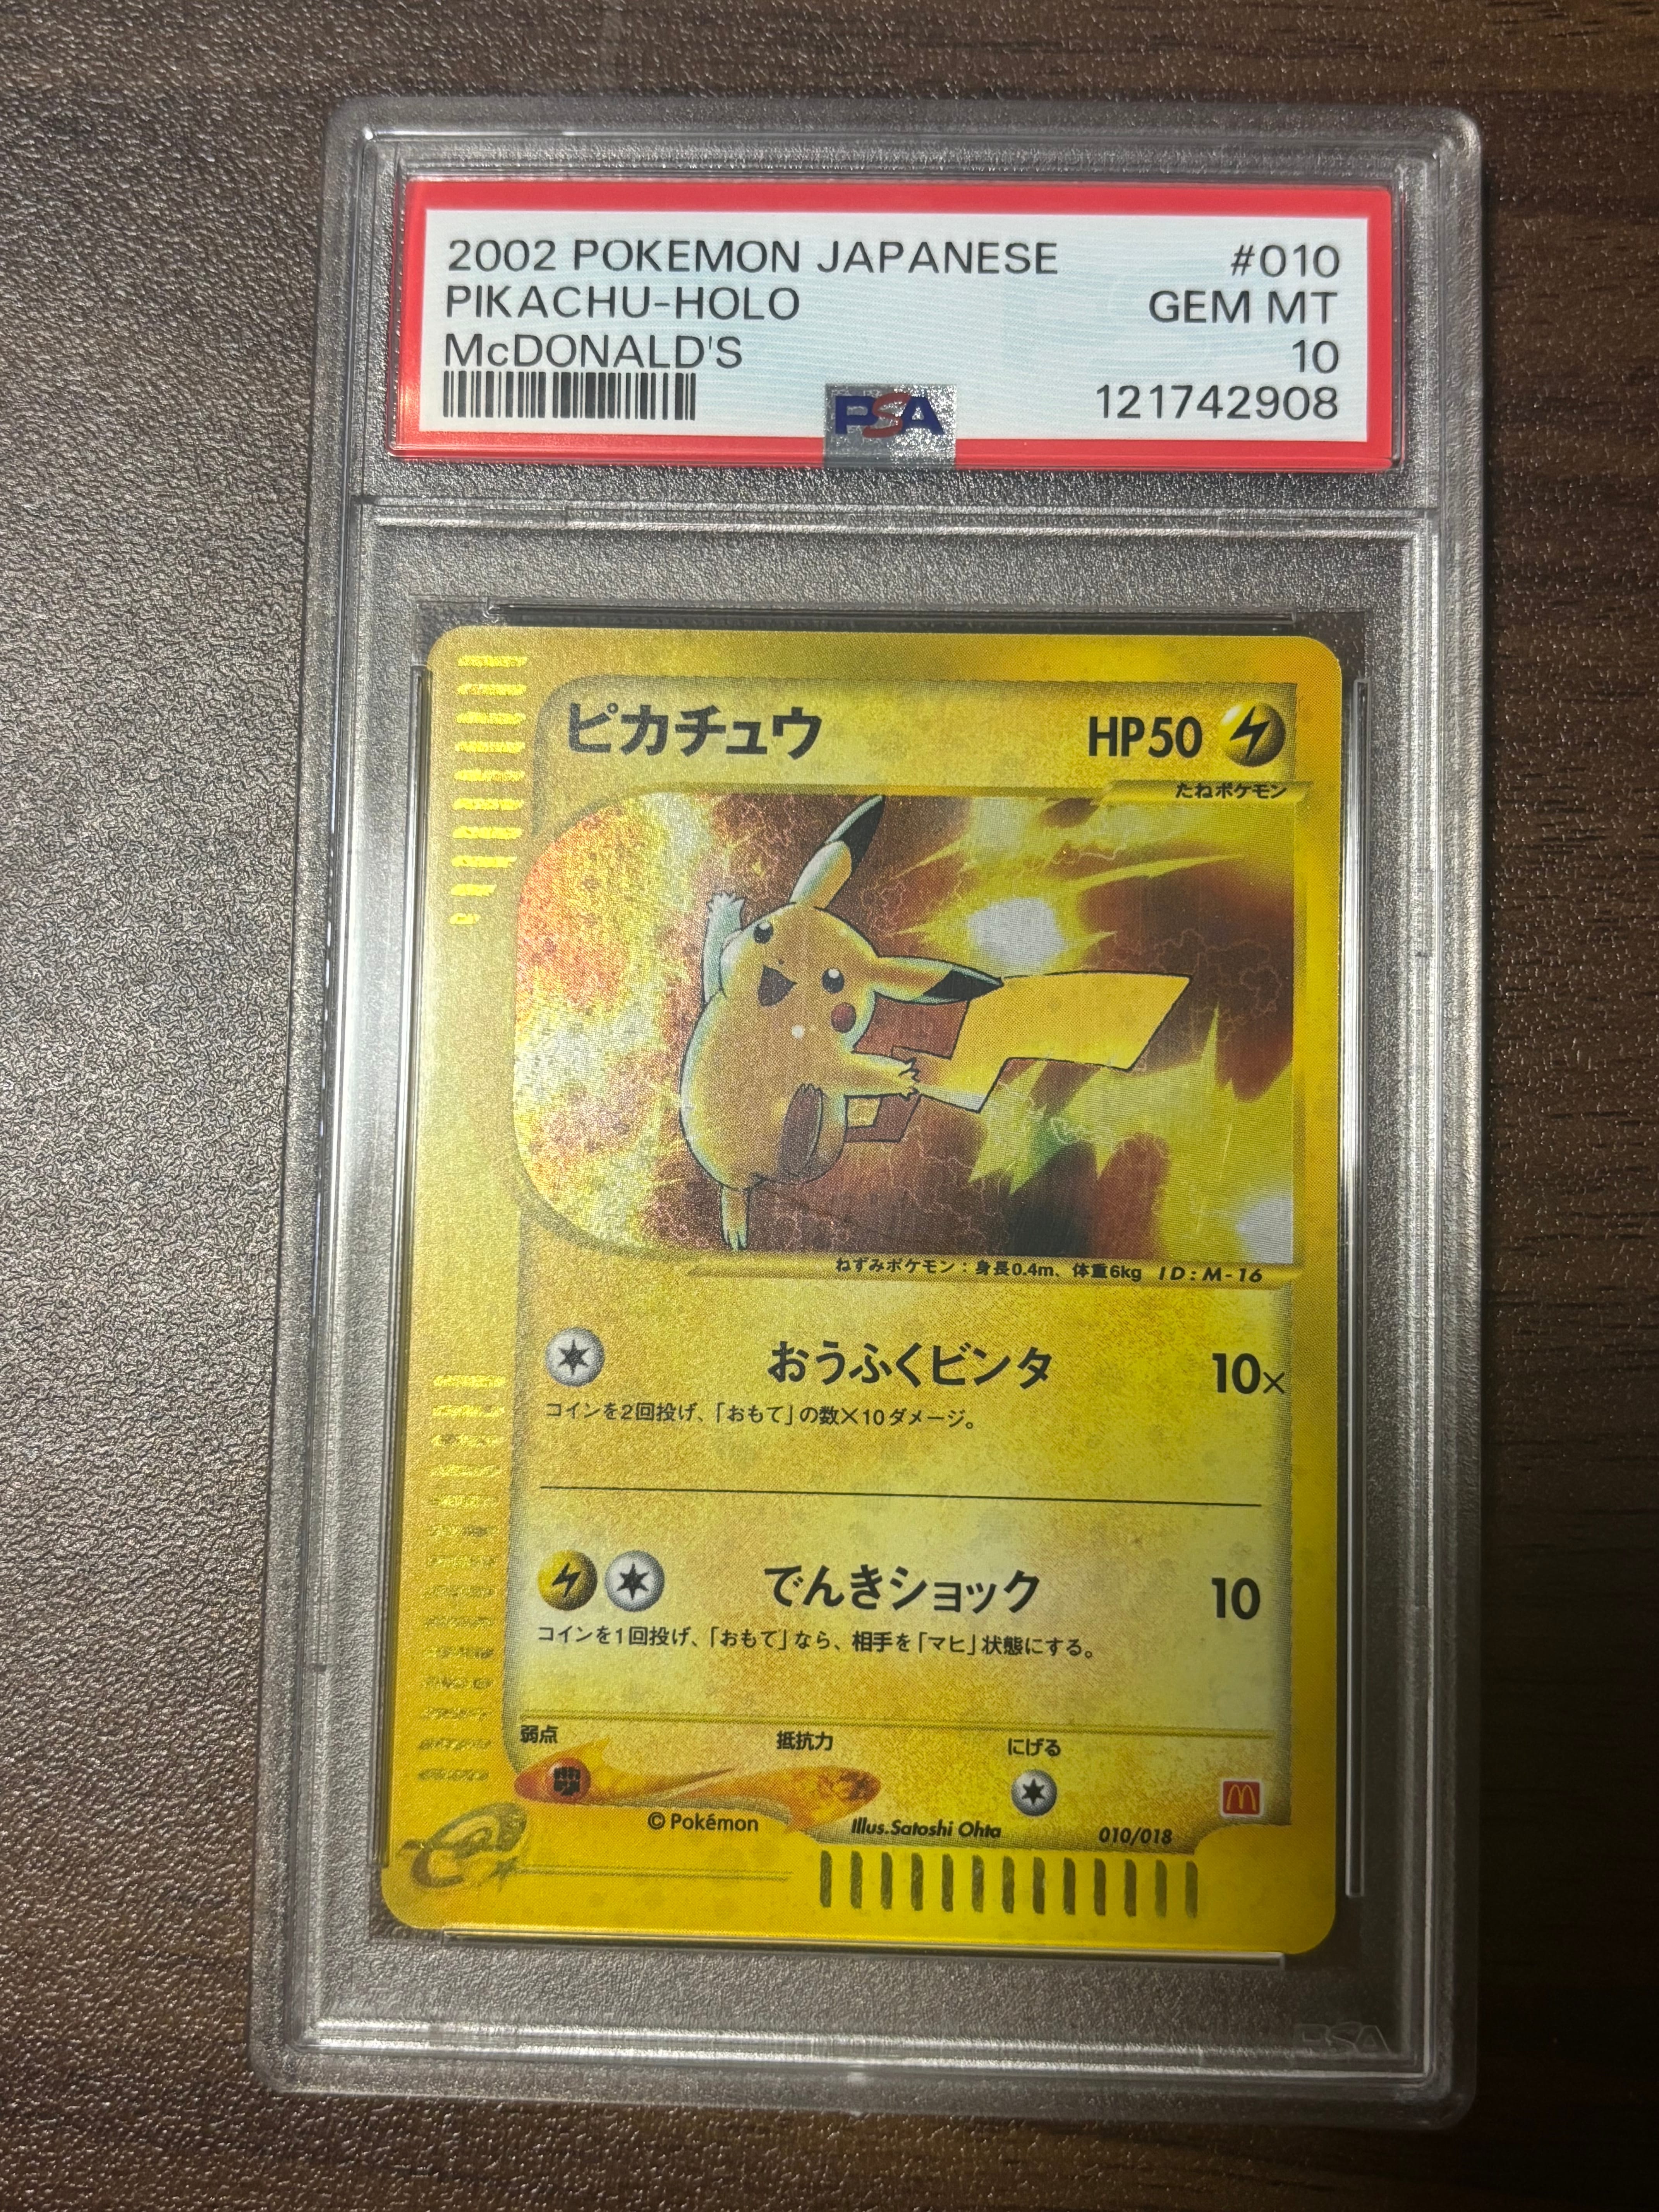 2002 POKEMON JAPANESE #010
PIKACHU-HOLO GEM MT
McDONALD'S 10
PSA 121742908
ピカチュウ HP50
たねポケモン
ねずみポケモン：身長0.4m、体重6kg ID:M-16
おうふくビンタ 10×
コインを2回投げ、「おもて」の数×10ダメージ。
でんきショック 10
コインを1回投げ、「おもて」なら、相手を「マヒ」状態にする。
弱点 抵抗力 にげる
© Pokémon Illus.Satoshi Ohta 010/018
e
PSA